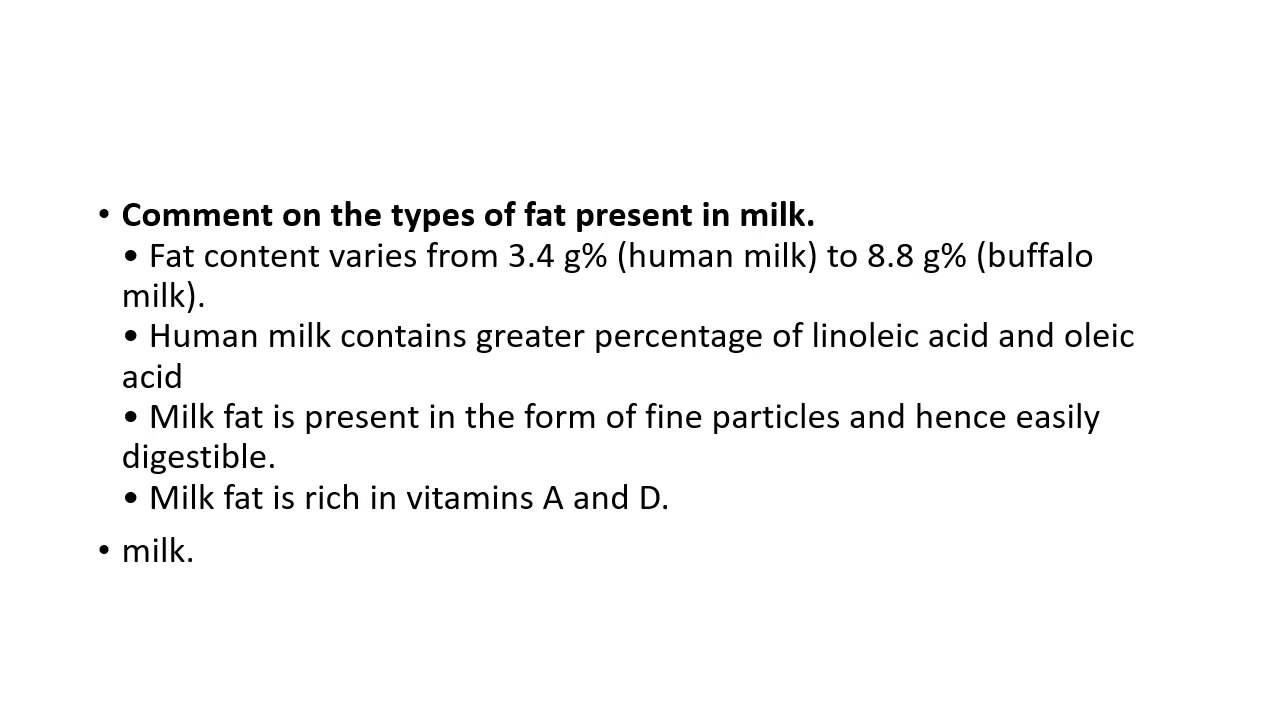 • Comment on the types of fat present in milk.
• Fat content varies from 3.4 g% (human milk) to 8.8 g% (buffalo
milk).
• Human milk contains greater percentage of linoleic acid and oleic
acid
• Milk fat is present in the form of fine particles and hence easily
digestible.
• Milk fat is rich in vitamins A and D.
• milk.